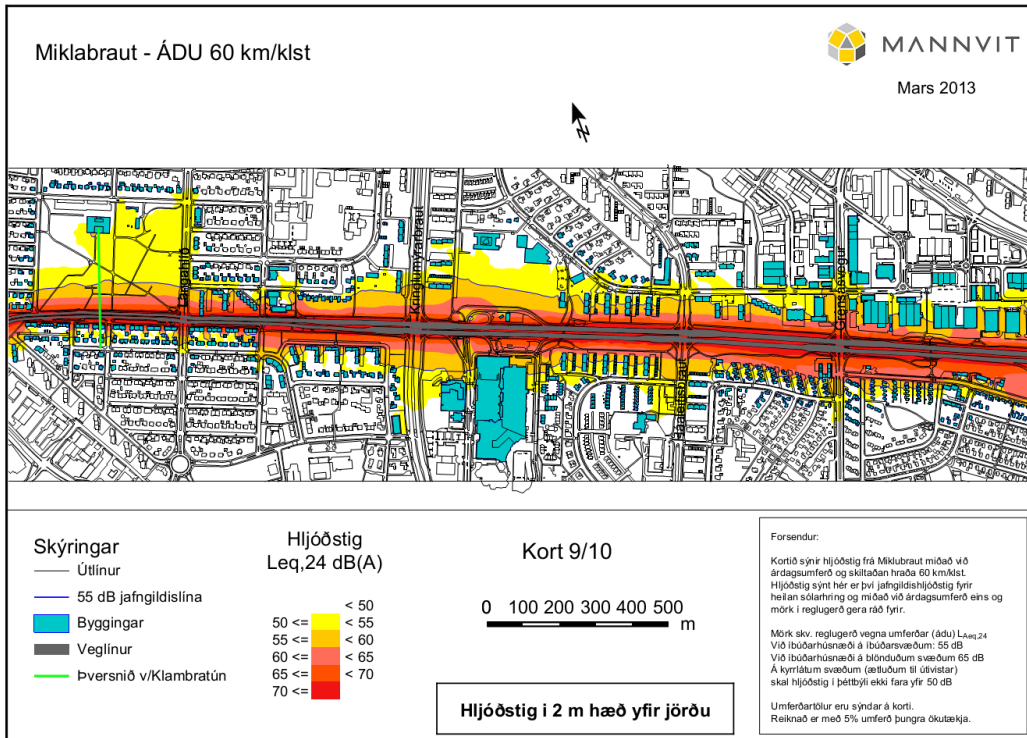 Miklabraut - ÁDU 60 km/klst
MANNVIT
Mars 2013
N
Langahlíð
Kringlumýrarbraut
Háaleitisbraut
Grensásvegur
Skýringar
Útlínur
55 dB jafngildislína
Byggingar
Veglínur
Þversnið v/Klambratún
Hljóðstig
Leq,24 dB(A)
< 50
50 <= < 55
55 <= < 60
60 <= < 65
65 <= < 70
70 <=
Kort 9/10
0 100 200 300 400 500
m
Hljóðstig i 2 m hæð yfir jörðu
Forsendur:
Kortið sýnir hljóðstig frá Miklubraut miðað við
árdagsumferð og skiltaðan hraða 60 km/klst.
Hljóðstig sýnt hér er því jafngildishljóðstig fyrir
heilan sólarhring og miðað við árdagsumferð eins og
mörk í reglugerð gera ráð fyrir.
Mörk skv. reglugerð vegna umferðar (ádu) LAeq,24
Við íbúðarhúsnæði á íbúðarsvæðum: 55 dB
Við íbúðarhúsnæði á blönduðum svæðum 65 dB
Á kyrrlátum svæðum (ætluðum til útivistar)
skal hljóðstig í þéttbýli ekki fara yfir 50 dB
Umferðartölur eru sýndar á korti.
Reiknað er með 5% umferð þungra ökutækja.